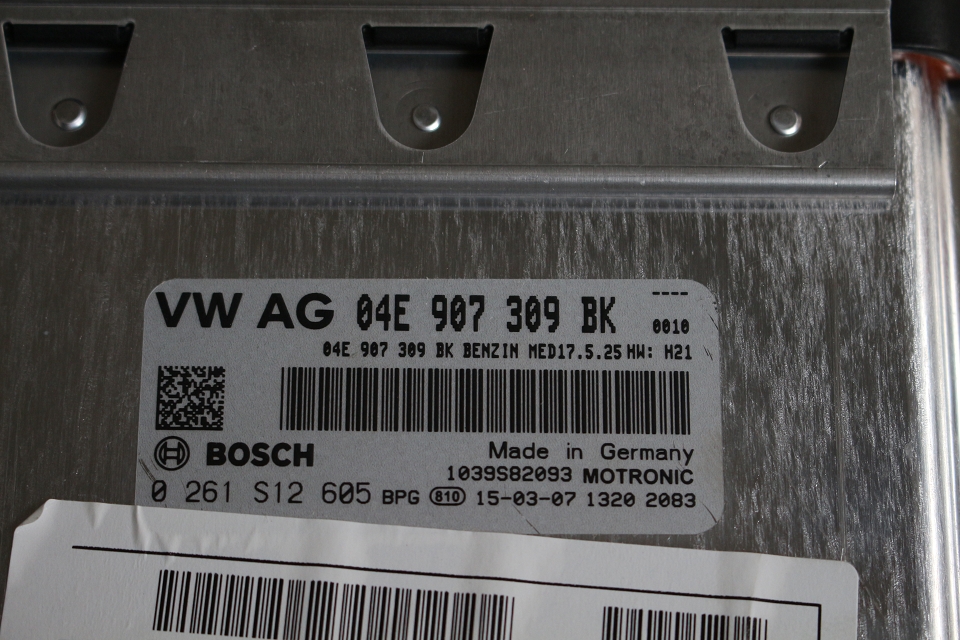 VW AG 04E 907 309 BK ----
0010
04E 907 309 BK BENZIN MED17.5.25 HW: H21
BOSCH Made in Germany
1039S82093 MOTRONIC
0 261 S12 605 BPG 810 15-03-07 1320 2083